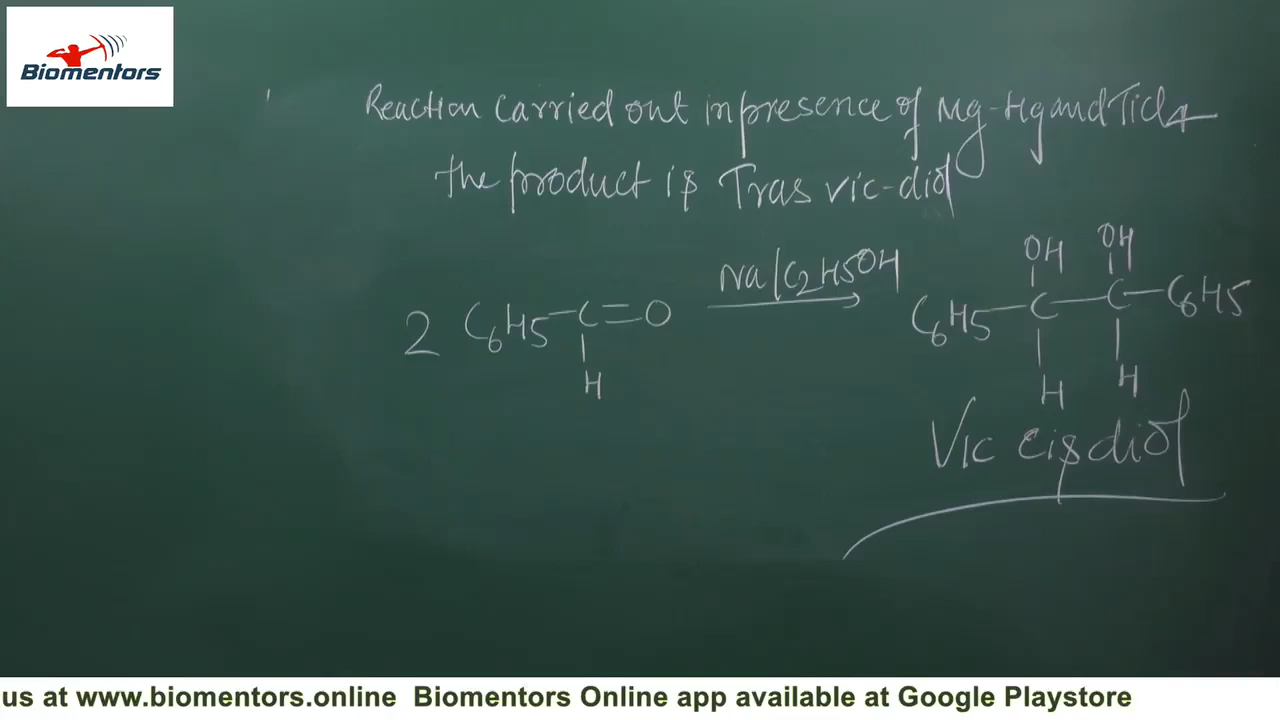 Biomentors
Reaction carried out in presence of Mg-Hg and TiCl4
the product is Tras vic-diol
2 C6H5-C=O
H
Na/C2H5OH
OH OH
C6H5-C-C-C6H5
H H
Vic cis diol
us at www.biomentors.online Biomentors Online app available at Google Playstore